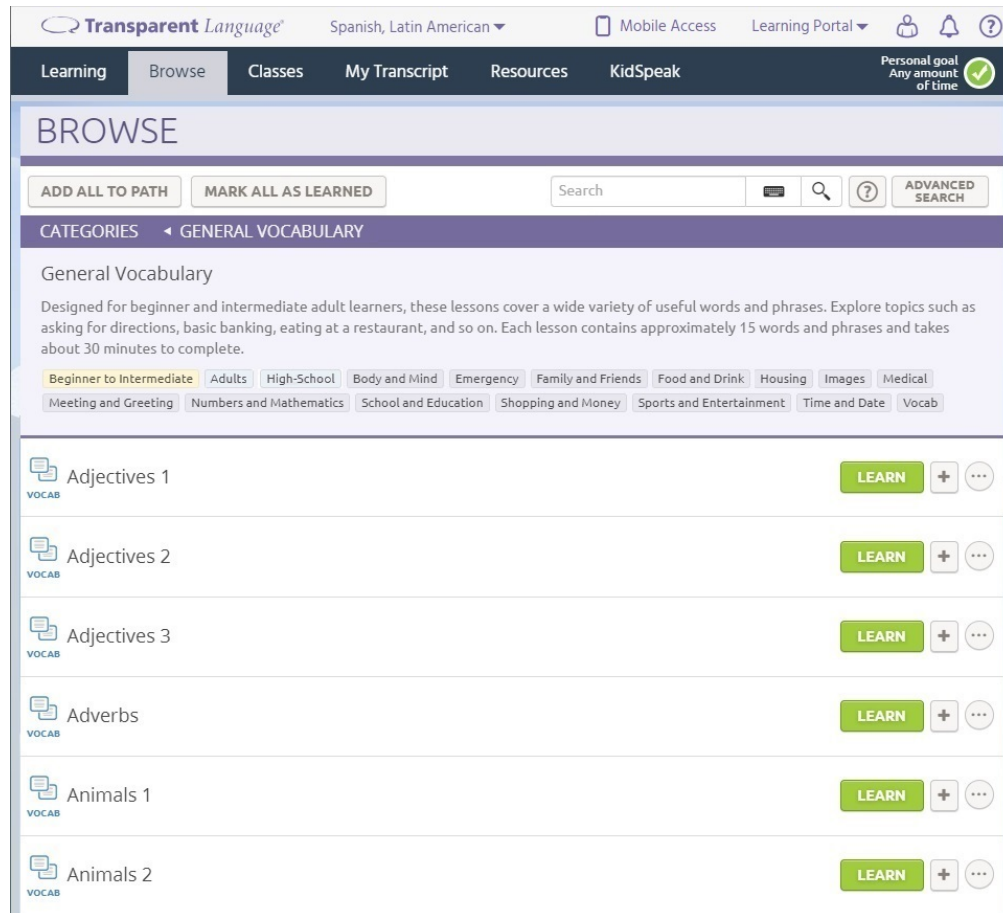 Transparent Language® Spanish, Latin American Mobile Access Learning Portal
Learning Browse Classes My Transcript Resources KidSpeak Personal goal
Any amount
of time
BROWSE
ADD ALL TO PATH MARK ALL AS LEARNED Search ADVANCED
SEARCH
CATEGORIES GENERAL VOCABULARY
General Vocabulary
Designed for beginner and intermediate adult learners, these lessons cover a wide variety of useful words and phrases. Explore topics such as
asking for directions, basic banking, eating at a restaurant, and so on. Each lesson contains approximately 15 words and phrases and takes
about 30 minutes to complete.
Beginner to Intermediate Adults High-School Body and Mind Emergency Family and Friends Food and Drink Housing Images Medical
Meeting and Greeting Numbers and Mathematics School and Education Shopping and Money Sports and Entertainment Time and Date Vocab
VOCAB Adjectives 1 LEARN +
VOCAB Adjectives 2 LEARN +
VOCAB Adjectives 3 LEARN +
VOCAB Adverbs LEARN +
VOCAB Animals 1 LEARN +
VOCAB Animals 2 LEARN +